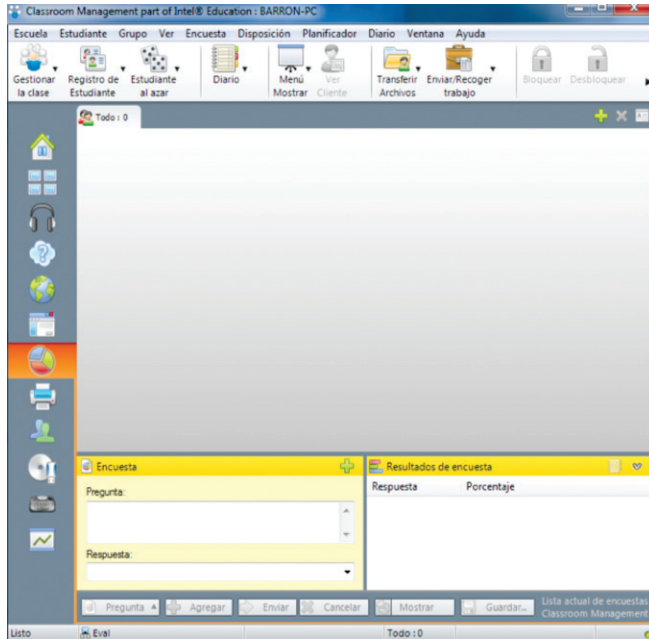 Classroom Management part of Intel® Education : BARRON-PC
Escuela Estudiante Grupo Ver Encuesta Disposición Planificador Diario Ventana Ayuda
Gestionar la clase
Registro de Estudiante
Estudiante al azar
Diario
Menú Mostrar
Ver Cliente
Transferir Archivos
Enviar/Recoger trabajo
Bloquear
Desbloquear
Todo : 0
Encuesta
Pregunta:
Respuesta:
Resultados de encuesta
Respuesta Porcentaje
Pregunta Agregar Enviar Cancelar Mostrar Guardar...
Lista actual de encuestas
Classroom Management
Listo Eval Todo : 0